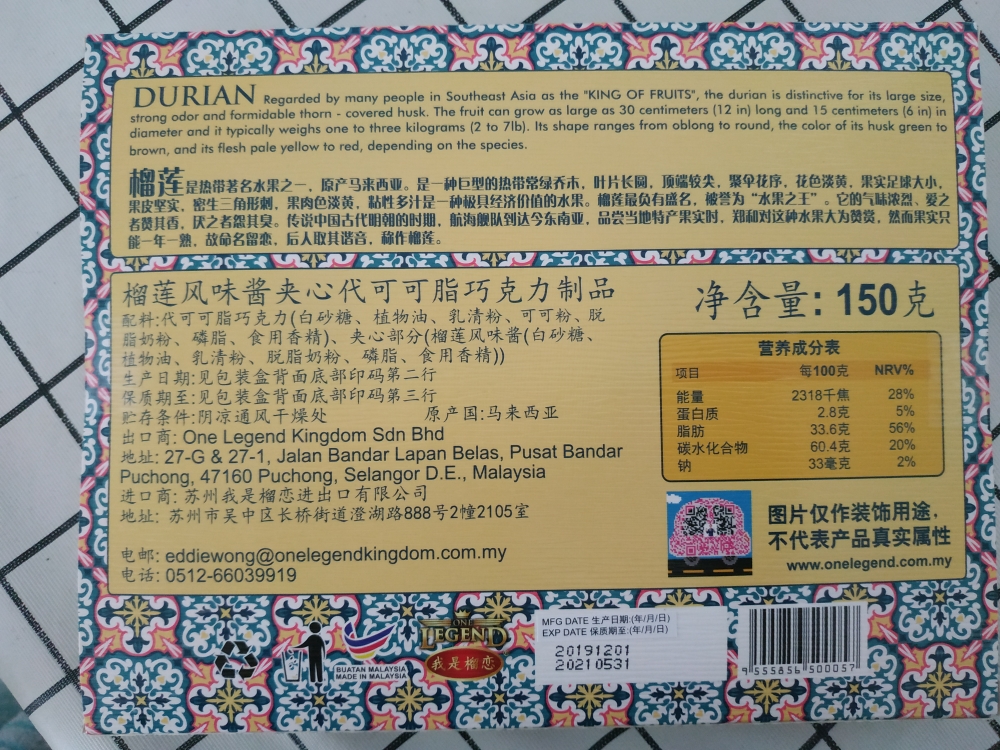 DURIAN Regarded by many people in Southeast Asia as the "KING OF FRUITS", the durian is distinctive for its large size,
strong odor and formidable thorn - covered husk. The fruit can grow as large as 30 centimeters (12 in) long and 15 centimeters (6 in) in
diameter and it typically weighs one to three kilograms (2 to 7lb). Its shape ranges from oblong to round, the color of its husk green to
brown, and its flesh pale yellow to red, depending on the species.
榴莲是热带著名水果之一，原产马来西亚。是一种巨型的热带常绿乔木，叶片长圆，顶端较尖，聚伞花序，花色淡黄，果实足球大小，
果皮坚实，密生三角形刺，果肉色淡黄，粘性多汁是一种极具经济价值的水果。榴莲最负有盛名，被誉为“水果之王”。它的气味浓烈、爱之
者赞其香，厌之者怨其臭。传说中国古代明朝的时期，航海舰队到达今东南亚，品尝当地特产果实时，郑和对这种水果大为赞赏，然而果实只
能一年一熟，故命名留恋，后人取其谐音，称作榴莲。
榴莲风味酱夹心代可可脂巧克力制品
净含量: 150克
配料:代可可脂巧克力(白砂糖、植物油、乳清粉、可可粉、脱
脂奶粉、磷脂、食用香精)、夹心部分(榴莲风味酱(白砂糖、
植物油、乳清粉、脱脂奶粉、磷脂、食用香精))
生产日期:见包装盒背面底部印码第二行
保质期至:见包装盒背面底部印码第三行
贮存条件:阴凉通风干燥处 原产国:马来西亚
出口商: One Legend Kingdom Sdn Bhd
地址: 27-G & 27-1, Jalan Bandar Lapan Belas, Pusat Bandar
Puchong, 47160 Puchong, Selangor D.E., Malaysia
进口商: 苏州我是榴恋进出口有限公司
地址: 苏州市吴中区长桥街道澄湖路888号2幢2105室
电邮: eddiewong@onelegendkingdom.com.my
电话: 0512-66039919
营养成分表
项目 每100克 NRV%
能量 2318千焦 28%
蛋白质 2.8克 5%
脂肪 33.6克 56%
碳水化合物 60.4克 20%
钠 33毫克 2%
图片仅作装饰用途，
不代表产品真实属性
www.onelegend.com.my
BUATAN MALAYSIA
MADE IN MALAYSIA
ONE
LEGEND
我是榴恋
MFG DATE 生产日期:(年/月/日)
EXP DATE 保质期至:(年/月/日)
20191201
20210531
9 555856 500057